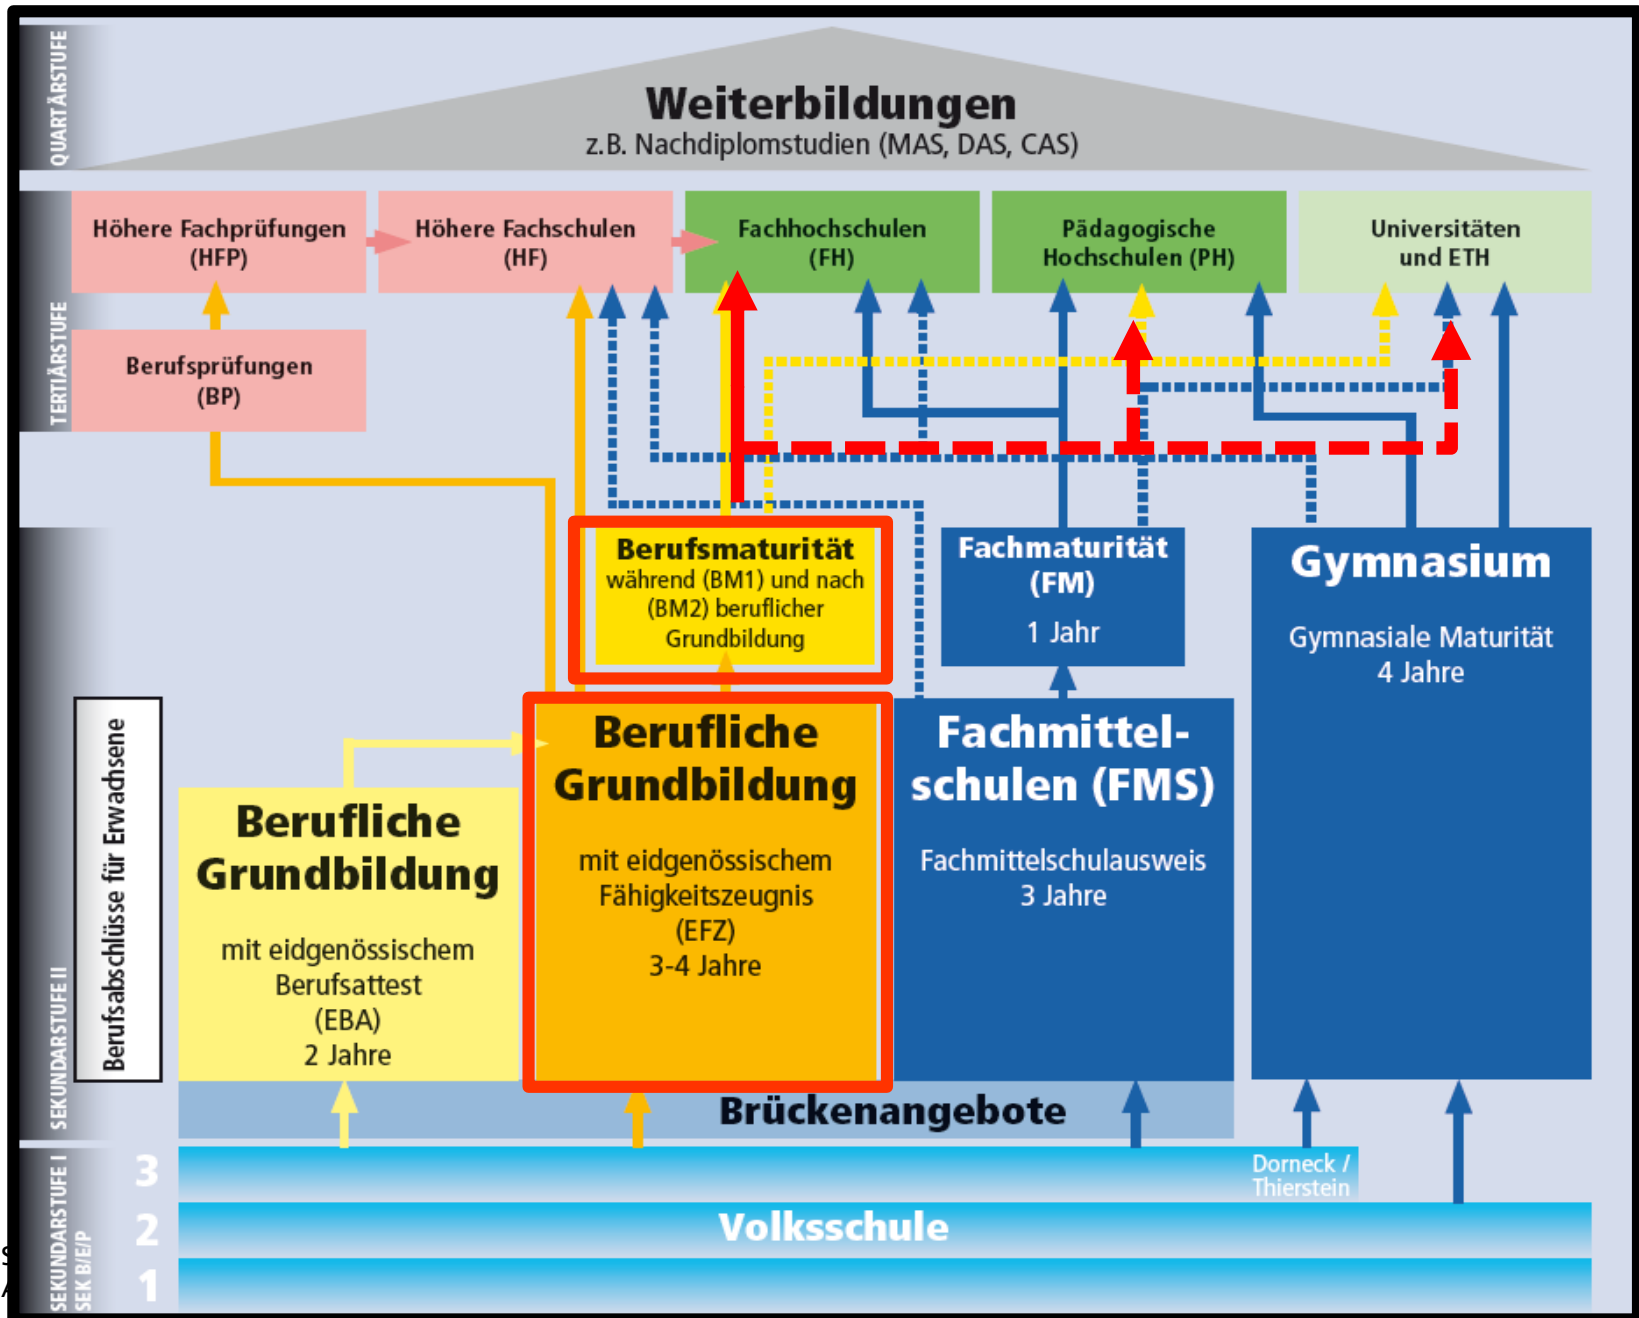 QUARTÄRSTUFE
Weiterbildungen
z.B. Nachdiplomstudien (MAS, DAS, CAS)
TERTIÄRSTUFE
Höhere Fachprüfungen
(HFP)
Höhere Fachschulen
(HF)
Fachhochschulen
(FH)
Pädagogische
Hochschulen (PH)
Universitäten
und ETH
Berufsprüfungen
(BP)
SEKUNDARSTUFE II
Berufsabschlüsse für Erwachsene
Berufsmaturität
während (BM1) und nach
(BM2) beruflicher
Grundbildung
Fachmaturität
(FM)
1 Jahr
Gymnasium
Gymnasiale Maturität
4 Jahre
Berufliche
Grundbildung
mit eidgenössischem
Berufsattest
(EBA)
2 Jahre
Berufliche
Grundbildung
mit eidgenössischem
Fähigkeitszeugnis
(EFZ)
3-4 Jahre
Fachmittel-
schulen (FMS)
Fachmittelschulausweis
3 Jahre
Brückenangebote
SEKUNDARSTUFE I
SEK B/E/P
3
Dorneck /
Thierstein
2
Volksschule
1